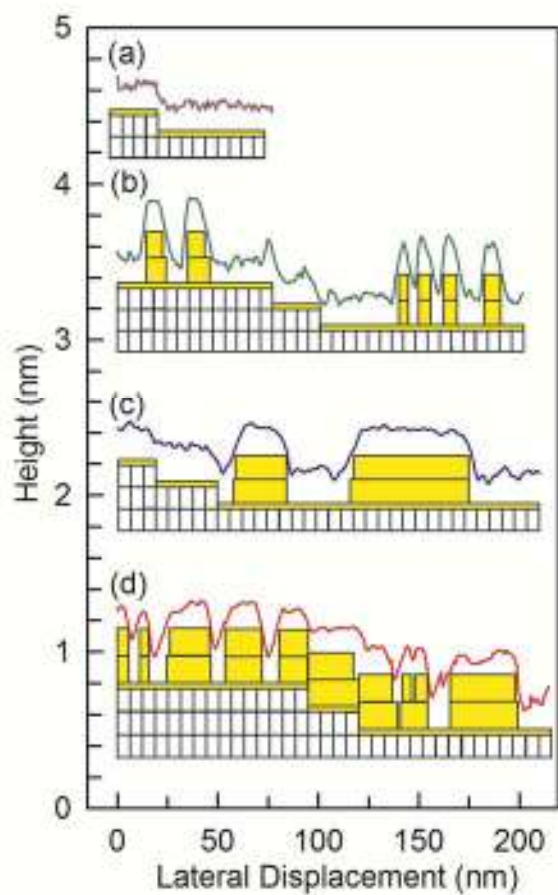 5
(a)
4
(b)
3
Height (nm)
(c)
2
(d)
1
0
0 50 100 150 200
Lateral Displacement (nm)